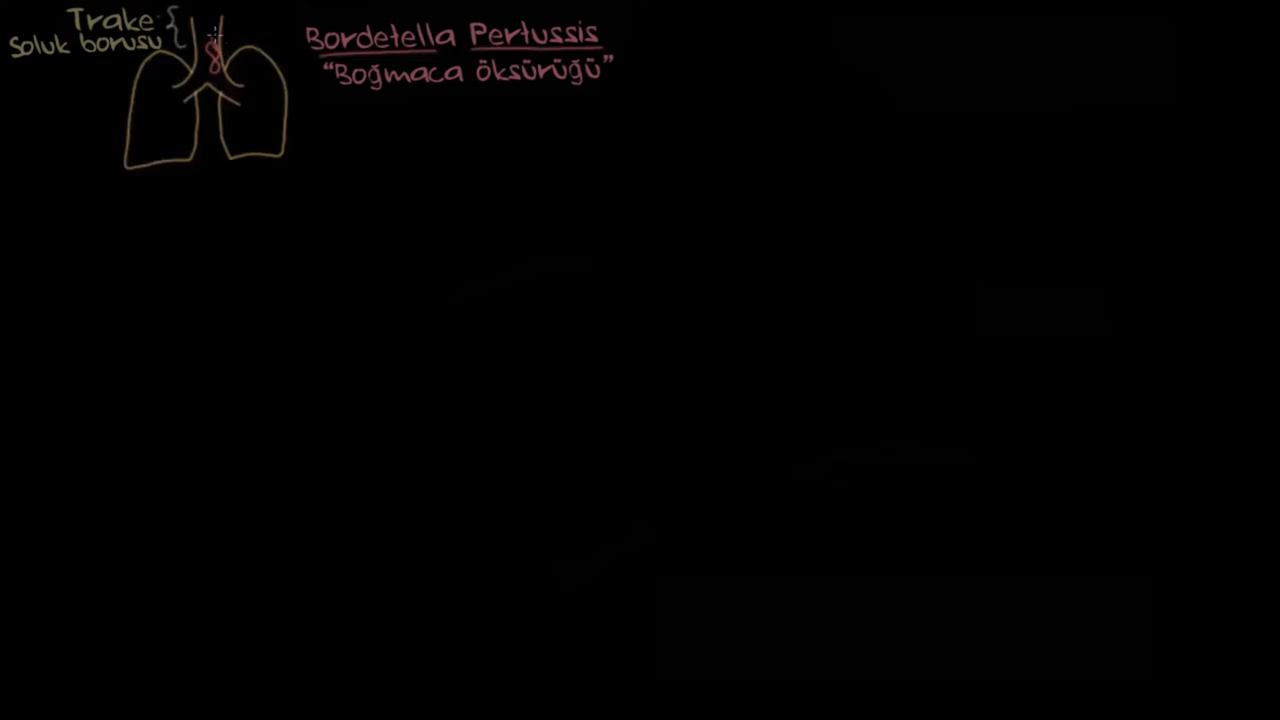 Trake
Soluk borusu
Bordetella Pertussis
“Boğmaca öksürüğü”